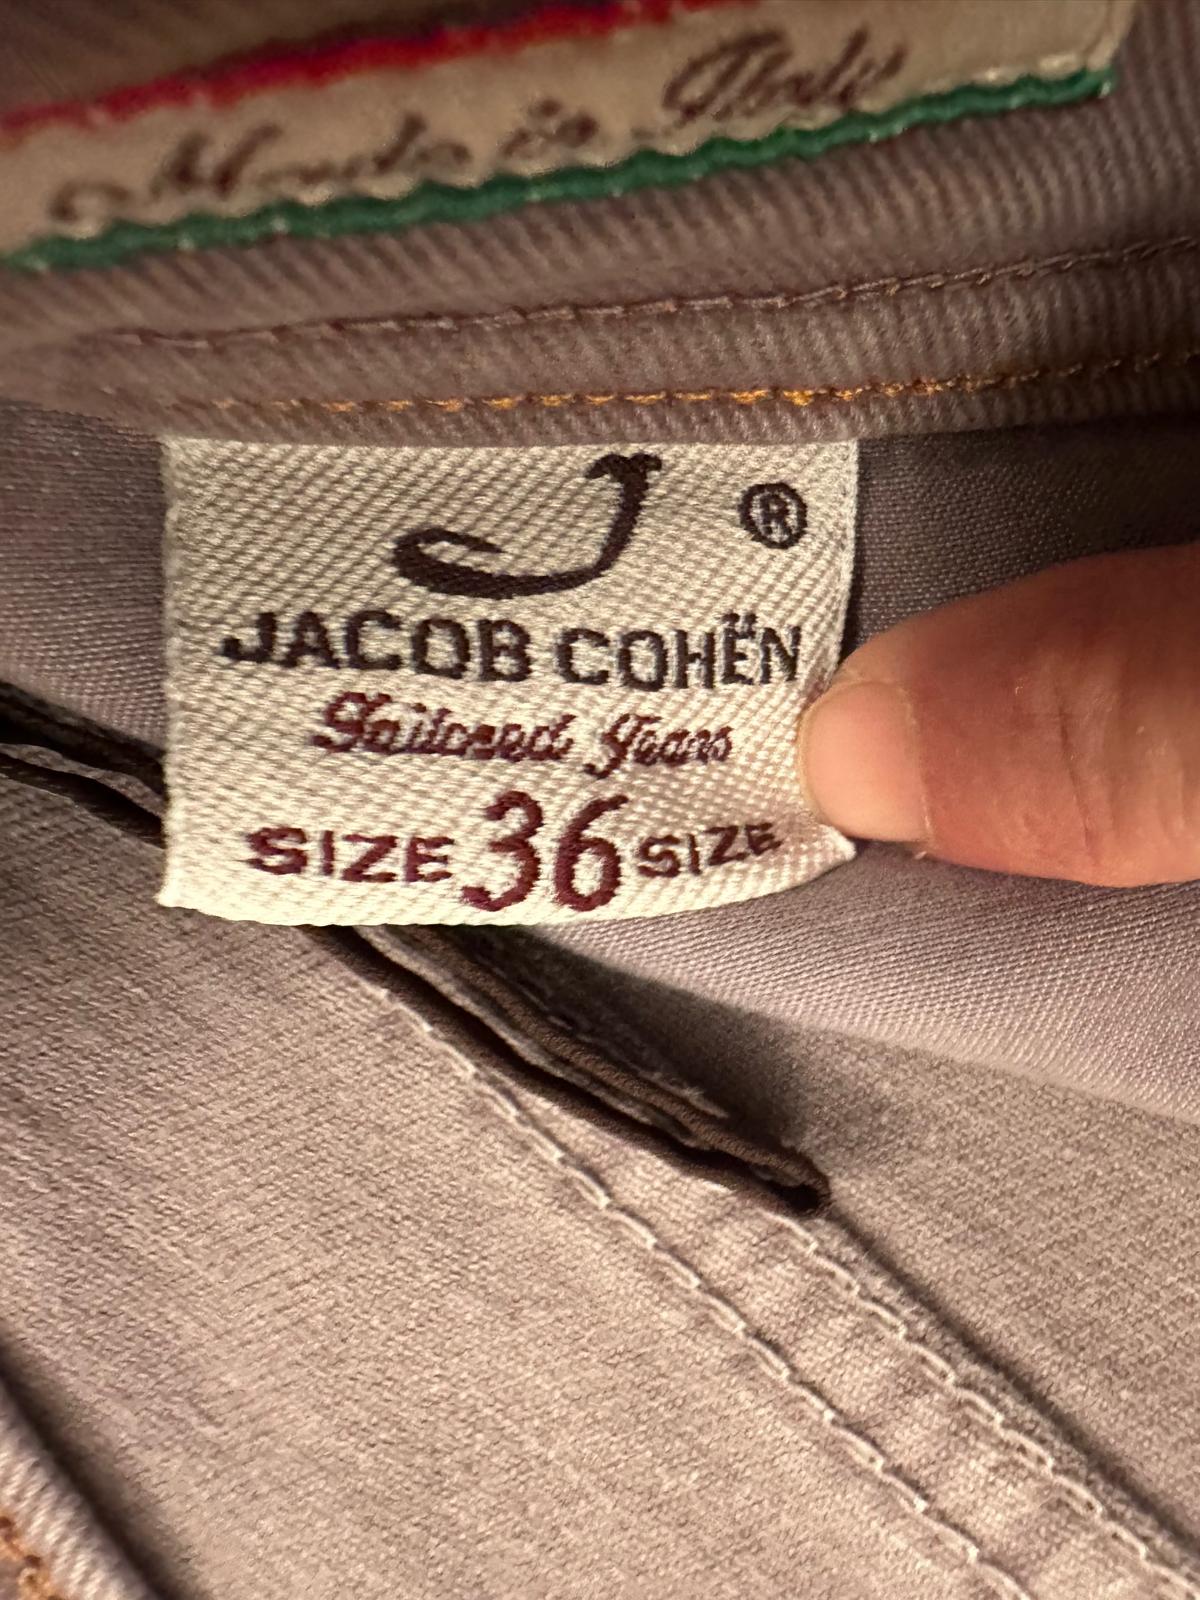 Made in Italy
J ®
JACOB COHËN
Tailored Jeans
SIZE 36 SIZE